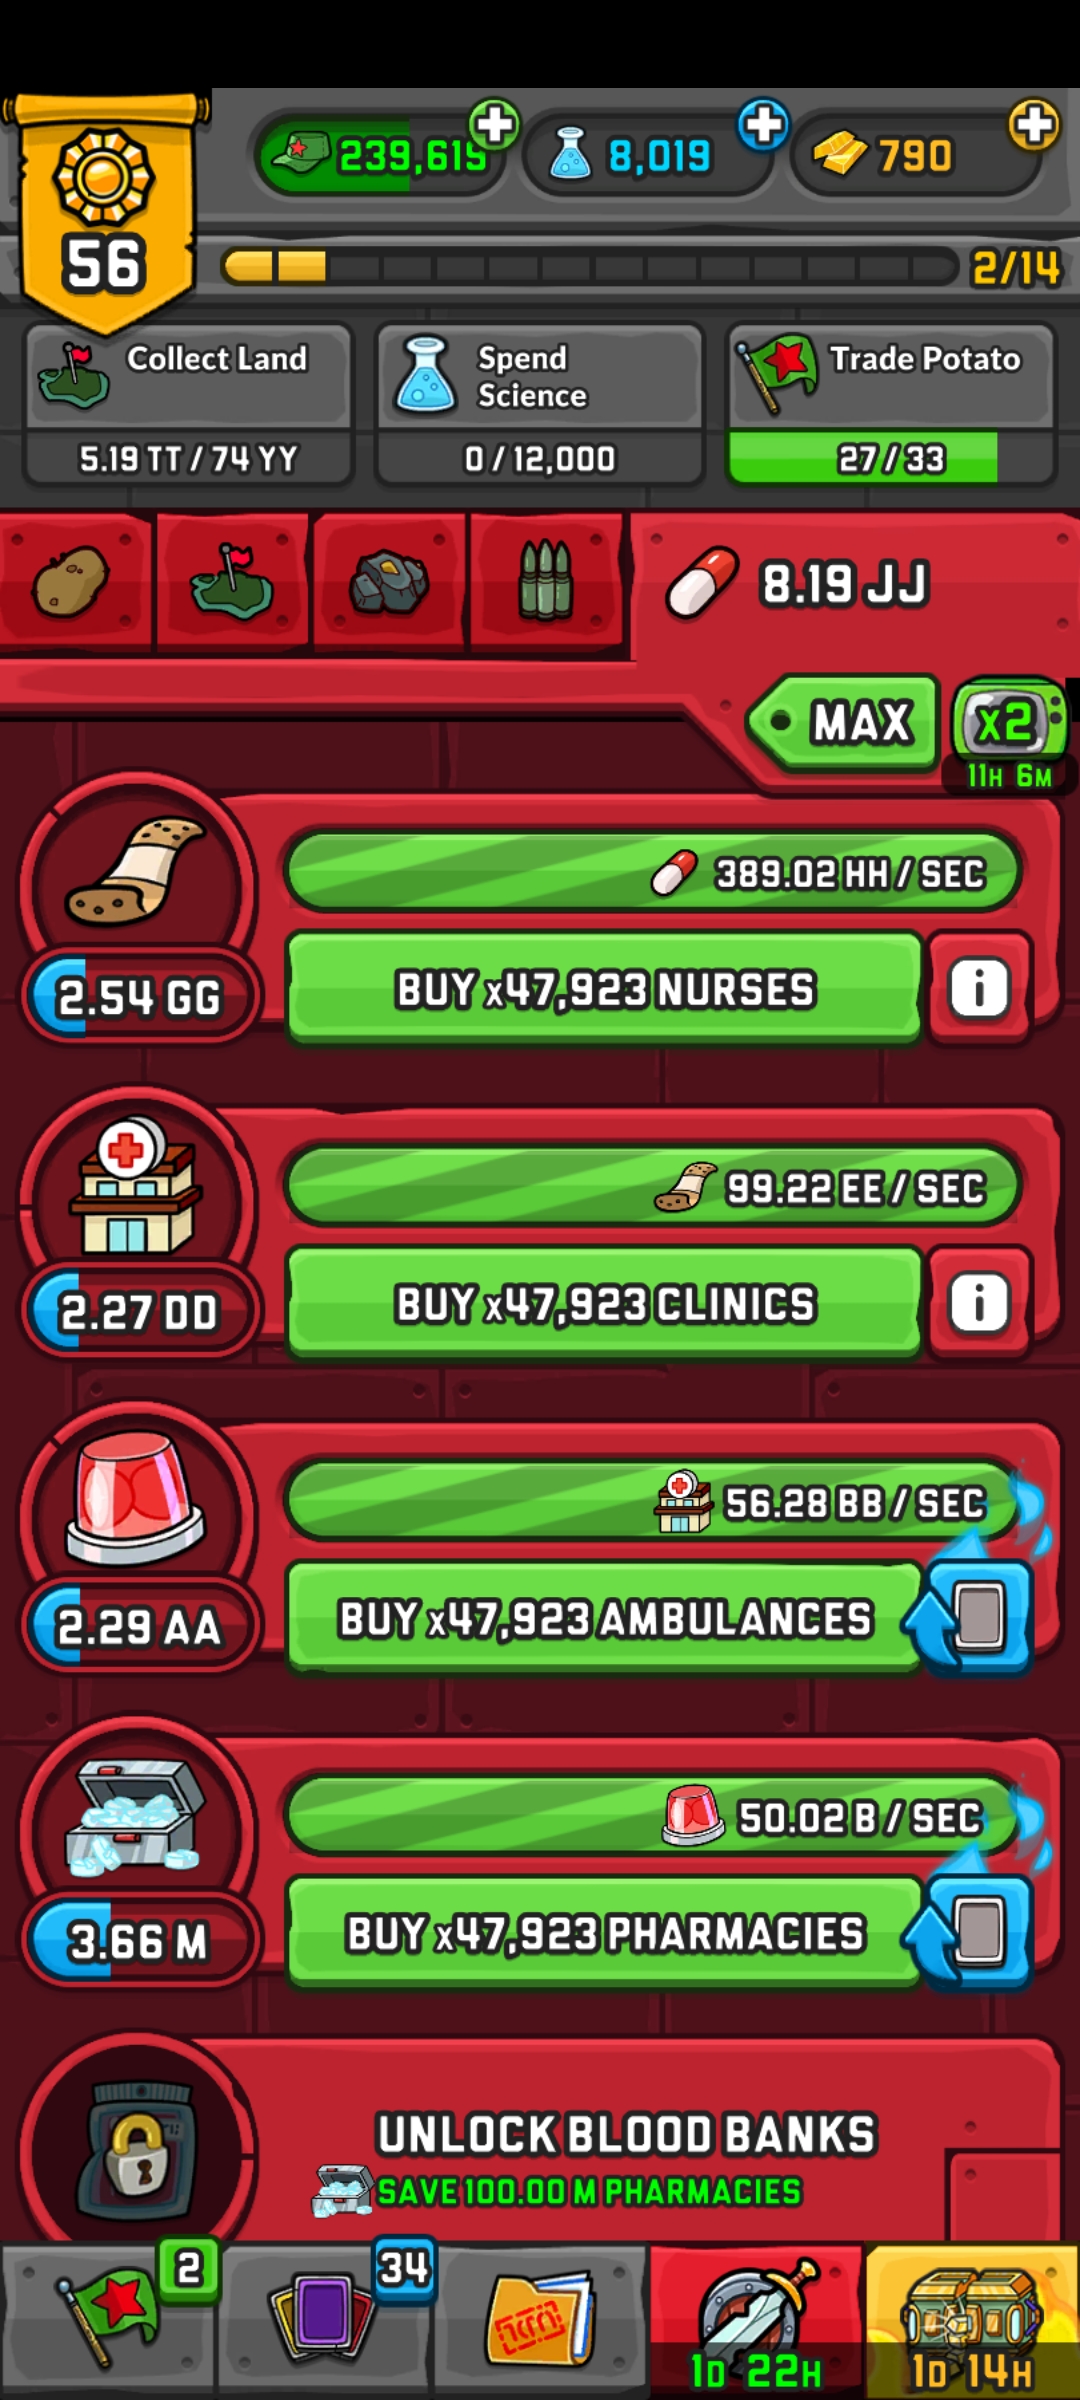 239,619
8,019
790
56
2/14
Collect Land
5.19 TT / 74 YY
Spend
Science
0 / 12,000
Trade Potato
27 / 33
8.19 JJ
MAX
x2
11H 6M
389.02 HH / SEC
2.54 GG
BUY x47,923 NURSES
i
99.22 EE / SEC
2.27 DD
BUY x47,923 CLINICS
i
56.28 BB / SEC
2.29 AA
BUY x47,923 AMBULANCES
50.02 B / SEC
3.66 M
BUY x47,923 PHARMACIES
UNLOCK BLOOD BANKS
SAVE 100.00 M PHARMACIES
2
34
1D 22H
1D 14H